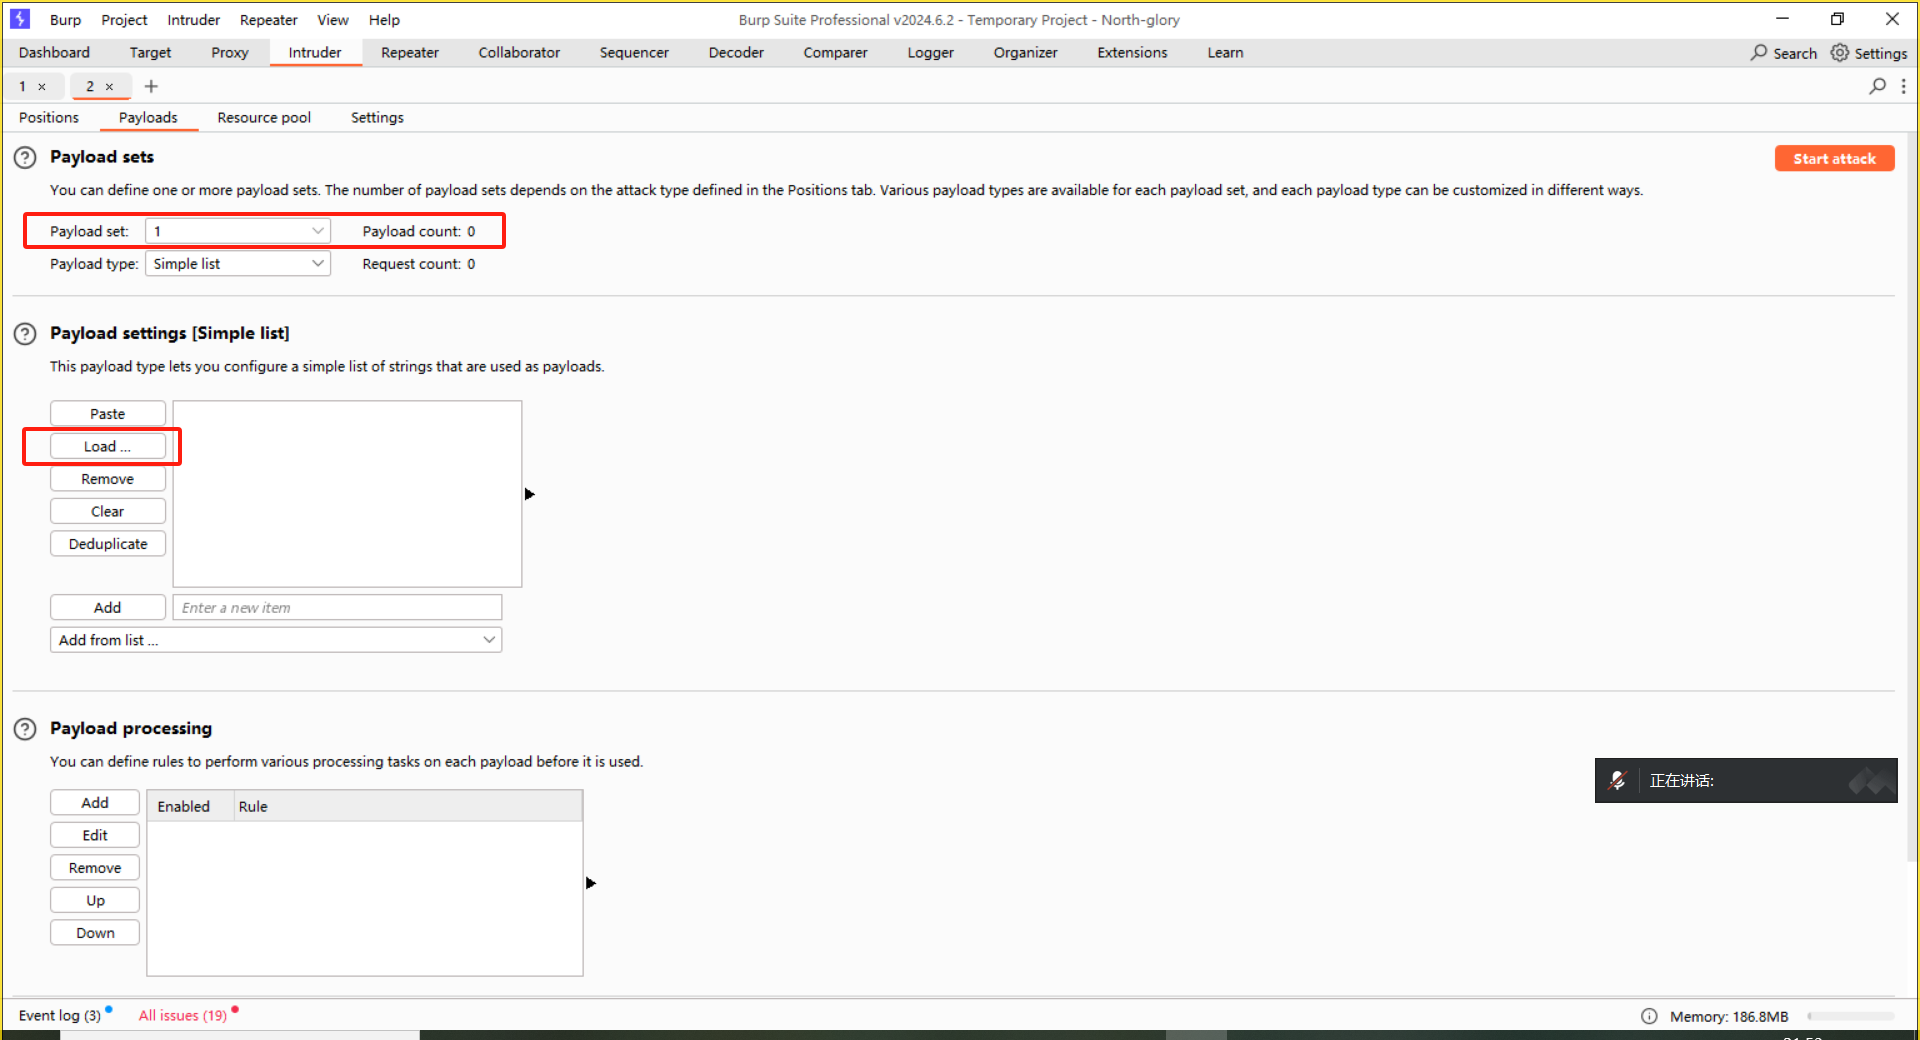 Burp Project Intruder Repeater View Help
Burp Suite Professional v2024.6.2 - Temporary Project - North-glory
Dashboard Target Proxy Intruder Repeater Collaborator Sequencer Decoder Comparer Logger Organizer Extensions Learn
Search Settings
1 × 2 × +
Positions Payloads Resource pool Settings
Payload sets
Start attack
You can define one or more payload sets. The number of payload sets depends on the attack type defined in the Positions tab. Various payload types are available for each payload set, and each payload type can be customized in different ways.
Payload set: 1 Payload count: 0
Payload type: Simple list Request count: 0
Payload settings [Simple list]
This payload type lets you configure a simple list of strings that are used as payloads.
Paste
Load ...
Remove
Clear
Deduplicate
Add Enter a new item
Add from list ...
Payload processing
You can define rules to perform various processing tasks on each payload before it is used.
Add Enabled Rule
Edit
Remove
Up
Down
正在讲话:
Event log (3) All issues (19)
Memory: 186.8MB